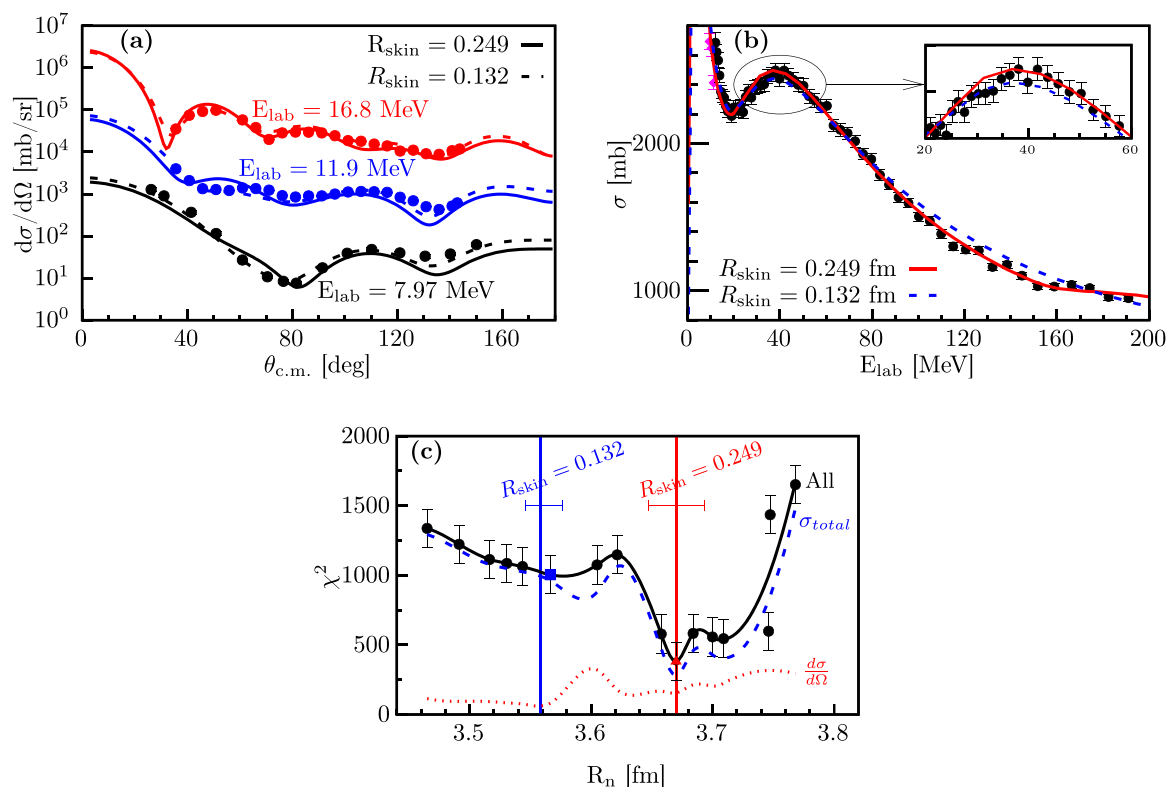 (a)
R_skin = 0.249
R_skin = 0.132
E_lab = 16.8 MeV
E_lab = 11.9 MeV
E_lab = 7.97 MeV
10^7
10^6
10^5
10^4
10^3
10^2
10^1
10^0
dσ/dΩ [mb/sr]
0 40 80 120 160
θ_c.m. [deg]
(b)
20 40 60
2200
1000
σ [mb]
R_skin = 0.249 fm
R_skin = 0.132 fm
0 40 80 120 160 200
E_lab [MeV]
(c)
R_skin = 0.132
R_skin = 0.249
All
σ_total
dσ/dΩ
2000
1500
1000
500
0
χ^2
3.5 3.6 3.7 3.8
R_n [fm]